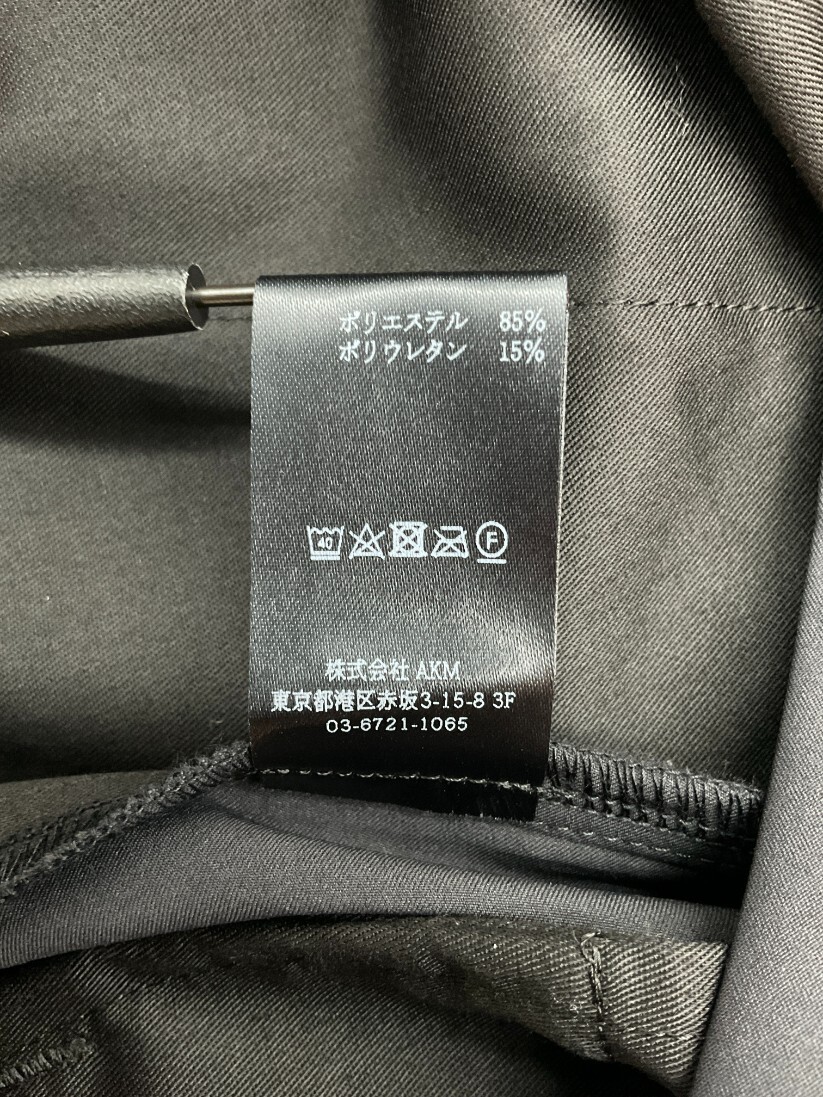 ポリエステル 85%
ポリウレタン 15%
40 F
株式会社 AKM
東京都港区赤坂3-15-8 3F
03-6721-1065